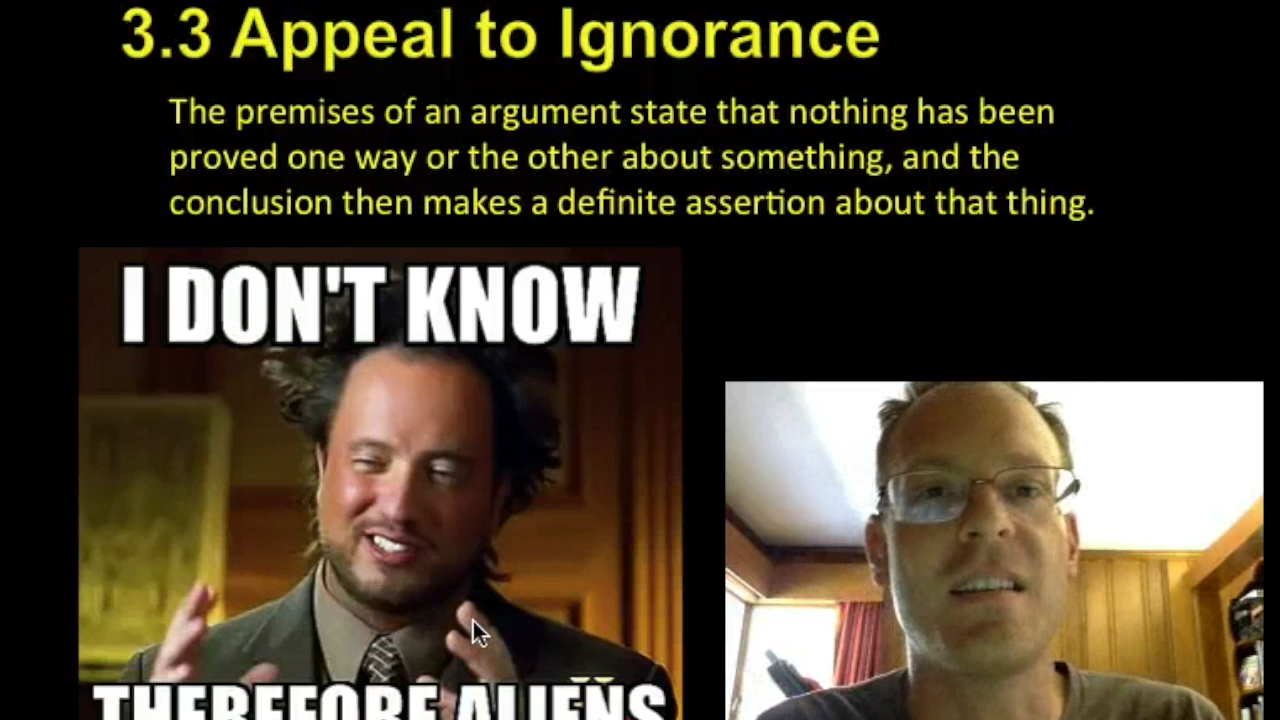 3.3 Appeal to Ignorance
The premises of an argument state that nothing has been
proved one way or the other about something, and the
conclusion then makes a definite assertion about that thing.
I DON'T KNOW
THEREFORE ALIENS